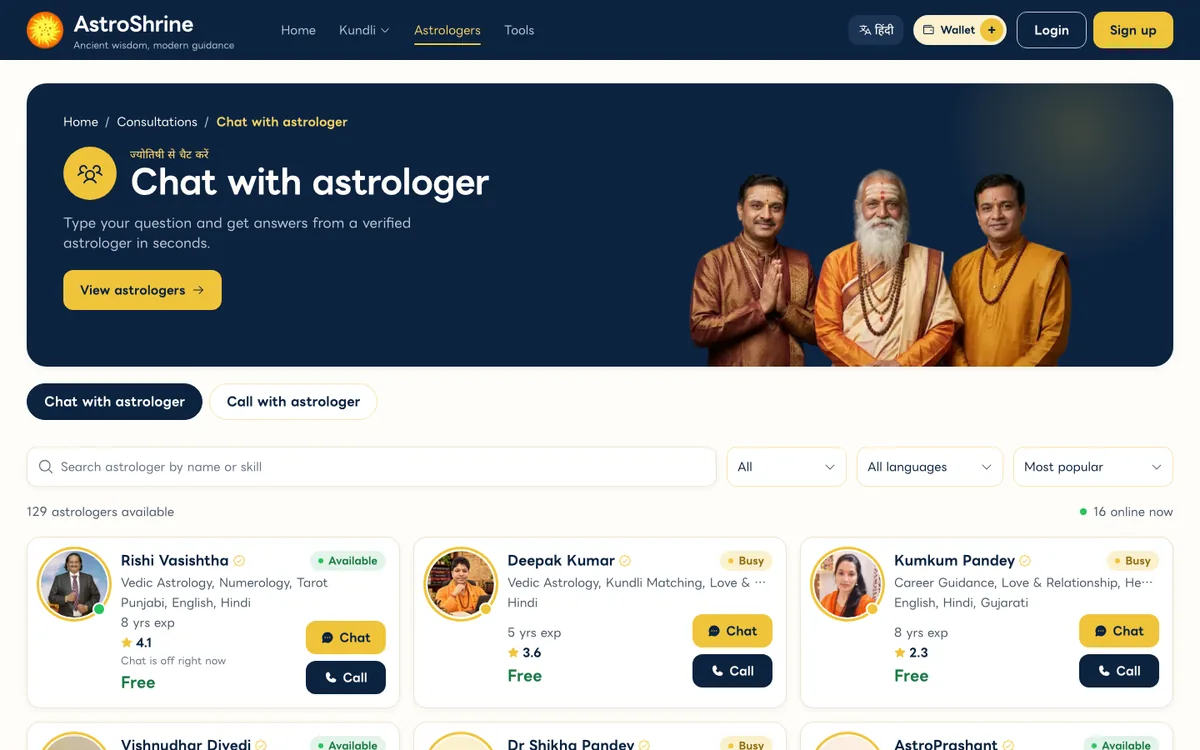 AstroShrine
Ancient wisdom, modern guidance
Home
Kundli
Astrologers
Tools
हिंदी
Wallet +
Login
Sign up
Home / Consultations / Chat with astrologer
ज्योतिषी से चैट करें
Chat with astrologer
Type your question and get answers from a verified
astrologer in seconds.
View astrologers →
Chat with astrologer
Call with astrologer
Search astrologer by name or skill
All
All languages
Most popular
129 astrologers available
16 online now
Rishi Vasishtha
Available
Vedic Astrology, Numerology, Tarot
Punjabi, English, Hindi
8 yrs exp
4.1
Chat is off right now
Free
Chat
Call
Deepak Kumar
Busy
Vedic Astrology, Kundli Matching, Love & ...
Hindi
5 yrs exp
3.6
Free
Chat
Call
Kumkum Pandey
Busy
Career Guidance, Love & Relationship, He...
English, Hindi, Gujarati
8 yrs exp
2.3
Free
Chat
Call
Vishnudhar Divedi
Available
Dr Shikha Pandey
Busy
AstroPrashant
Available